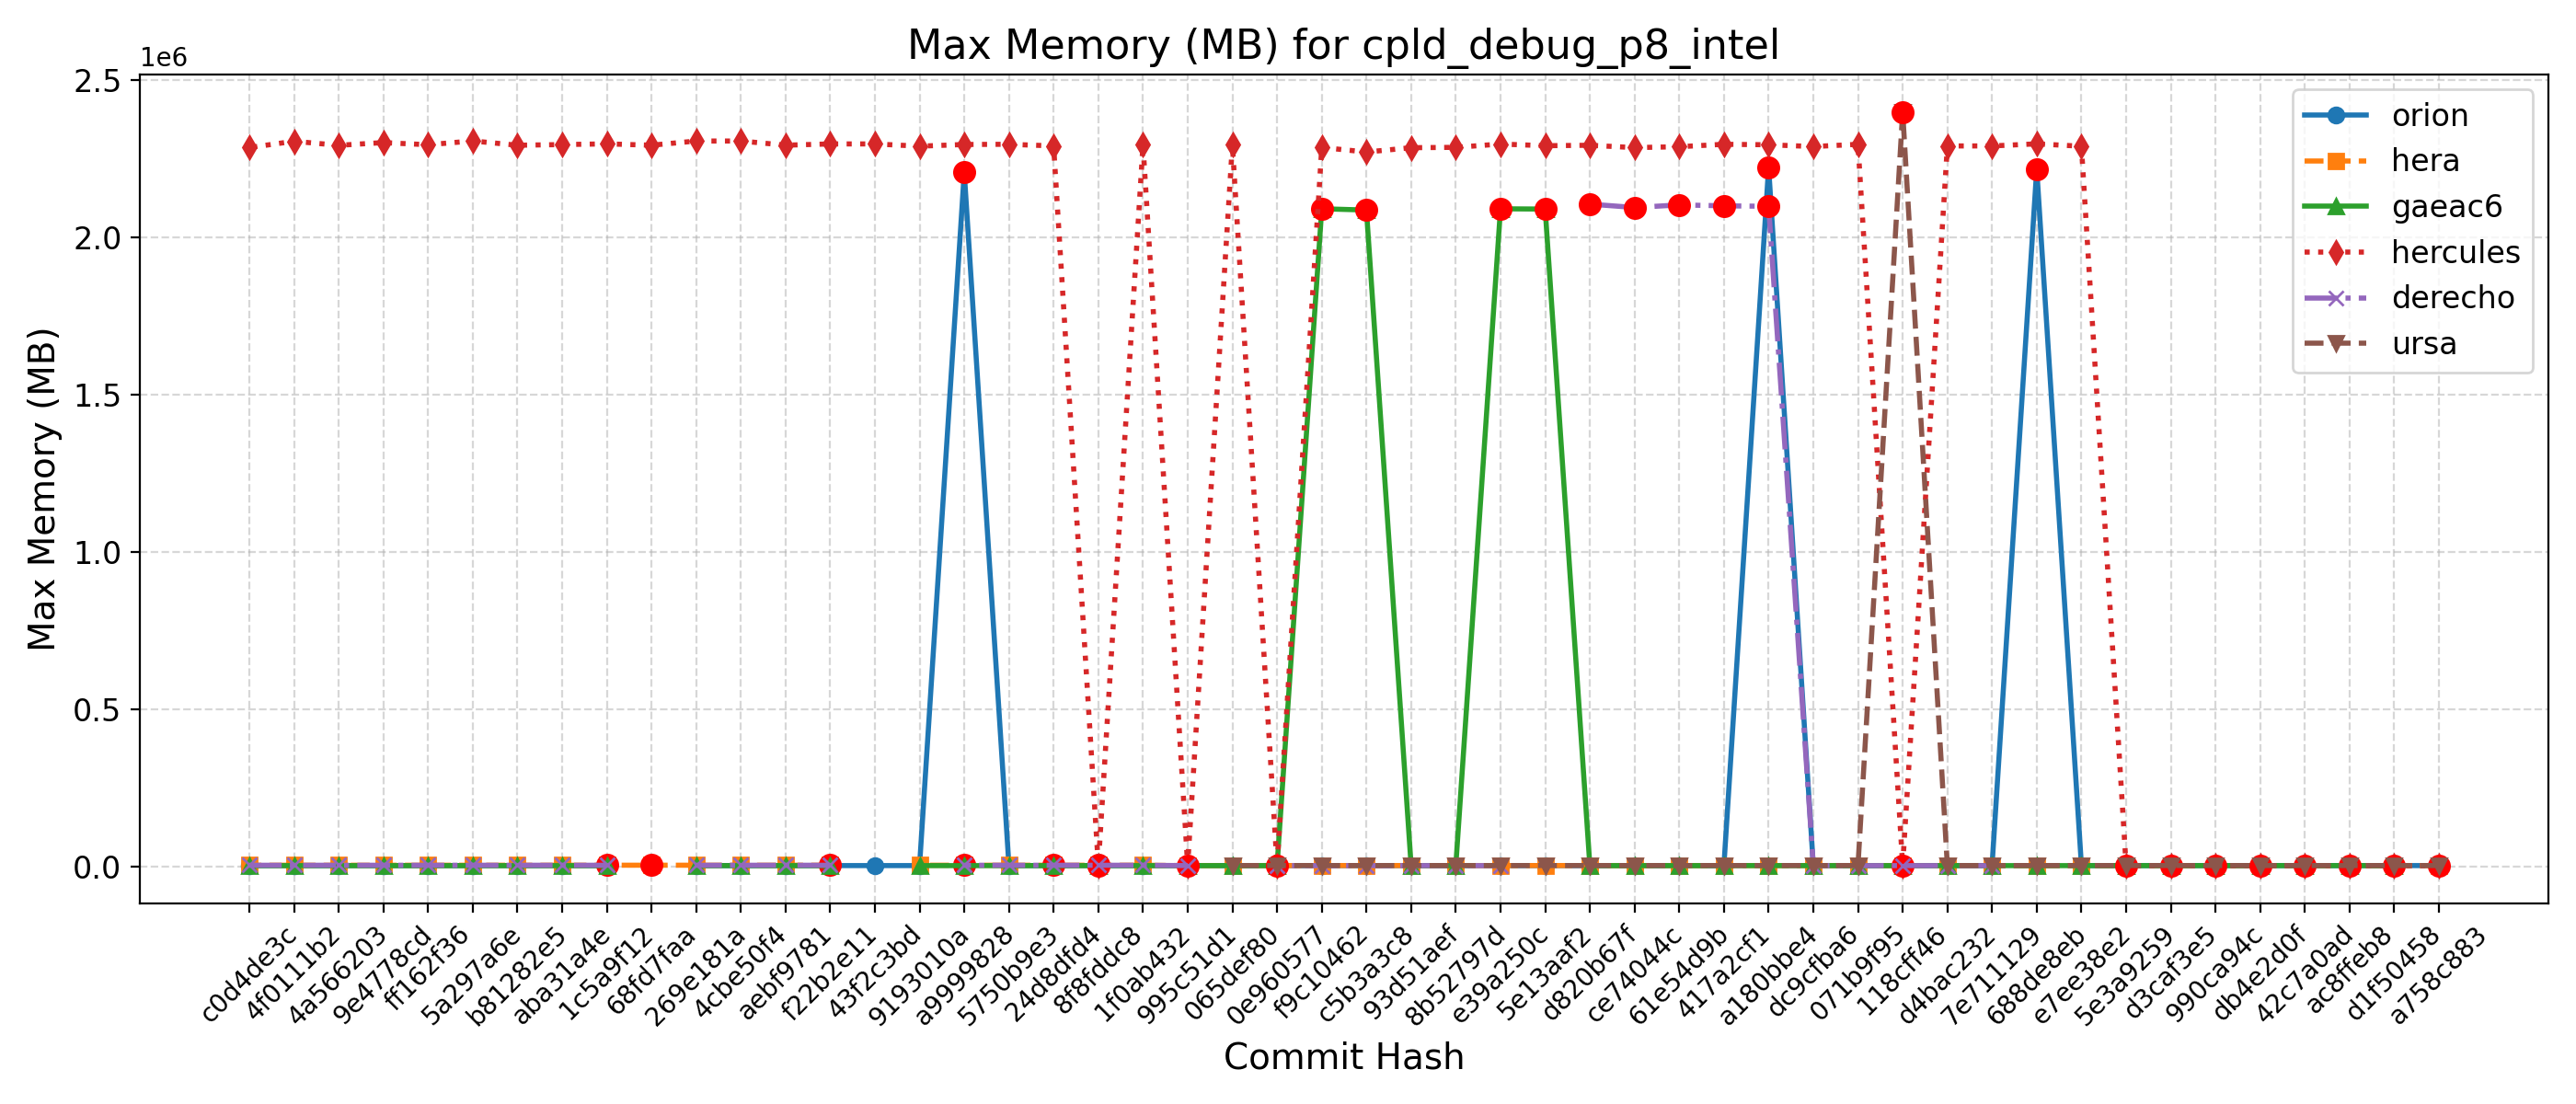 Max Memory (MB) for cpld_debug_p8_intel
1e6
2.5
2.0
1.5
1.0
0.5
0.0
Max Memory (MB)
orion
hera
gaeac6
hercules
derecho
ursa
c0d4de3c
4f0111b2
4a566203
9e4778cd
ff162f36
5a297a6e
b81282e5
aba31a4e
1c5a9f12
68fd7faa
269e181a
4cbe50f4
aebf9781
f22b2e11
43f2c3bd
9193010a
a9999828
5750b9e3
24d8dfd4
8f8fddc8
1f0ab432
995c51d1
065def80
0e960577
f9c10462
c5b3a3c8
93d51aef
8b52797d
e39a250c
5e13aaf2
d820b67f
ce74044c
61e54d9b
417a2cf1
a180bbe4
dc9cfba6
071b9f95
118cff46
d4bac232
7e711129
688de8eb
e7ee38e2
5e3a9259
d3caf3e5
990ca94c
db4e2d0f
42c7a0ad
ac8ffeb8
d1f50458
a758c883
Commit Hash